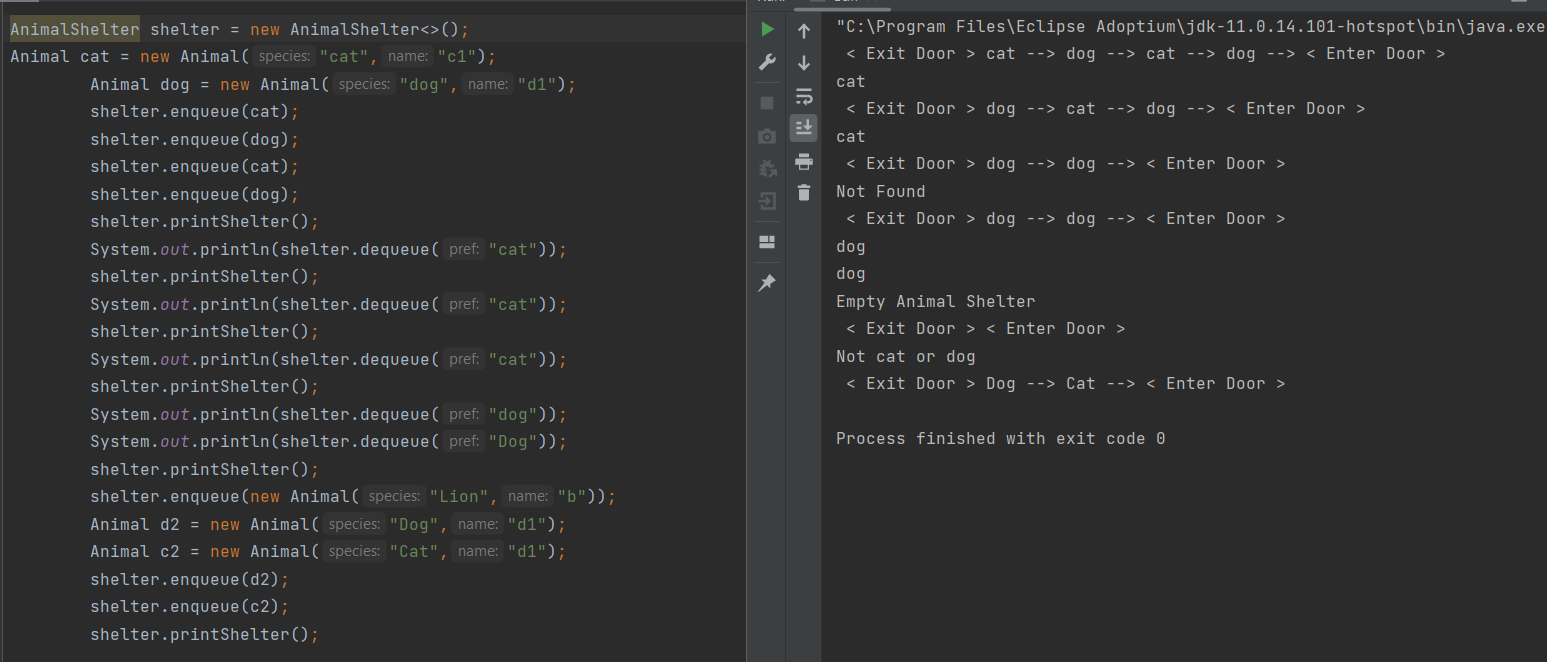 AnimalShelter shelter = new AnimalShelter<>();
Animal cat = new Animal( species: "cat", name: "c1");
Animal dog = new Animal( species: "dog", name: "d1");
shelter.enqueue(cat);
shelter.enqueue(dog);
shelter.enqueue(cat);
shelter.enqueue(dog);
shelter.printShelter();
System.out.println(shelter.dequeue( pref: "cat"));
shelter.printShelter();
System.out.println(shelter.dequeue( pref: "cat"));
shelter.printShelter();
System.out.println(shelter.dequeue( pref: "cat"));
shelter.printShelter();
System.out.println(shelter.dequeue( pref: "dog"));
System.out.println(shelter.dequeue( pref: "Dog"));
shelter.printShelter();
shelter.enqueue(new Animal( species: "Lion", name: "b"));
Animal d2 = new Animal( species: "Dog", name: "d1");
Animal c2 = new Animal( species: "Cat", name: "d1");
shelter.enqueue(d2);
shelter.enqueue(c2);
shelter.printShelter();
"C:\Program Files\Eclipse Adoptium\jdk-11.0.14.101-hotspot\bin\java.exe
< Exit Door > cat --> dog --> cat --> dog --> < Enter Door >
cat
< Exit Door > dog --> cat --> dog --> < Enter Door >
cat
< Exit Door > dog --> dog --> < Enter Door >
Not Found
< Exit Door > dog --> dog --> < Enter Door >
dog
dog
Empty Animal Shelter
< Exit Door > < Enter Door >
Not cat or dog
< Exit Door > Dog --> Cat --> < Enter Door >
Process finished with exit code 0